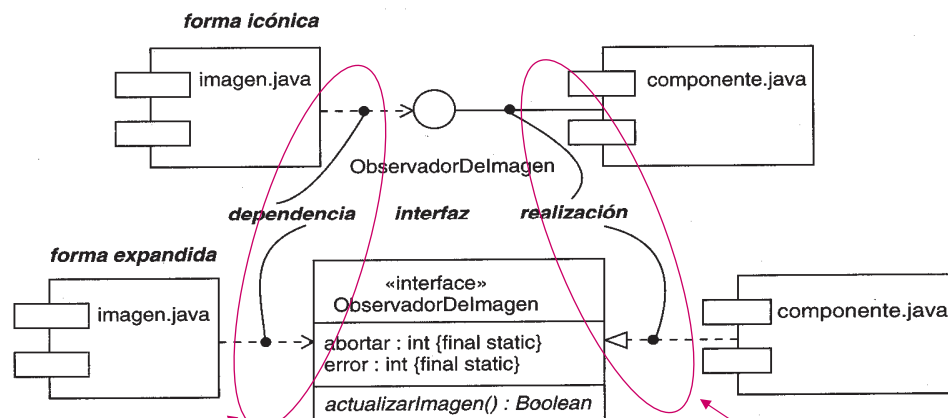 forma icónica
imagen.java
componente.java
ObservadorDeImagen
dependencia interfaz realización
forma expandida
imagen.java
«interface»
ObservadorDeImagen
abortar : int {final static}
error : int {final static}
actualizarImagen() : Boolean
componente.java